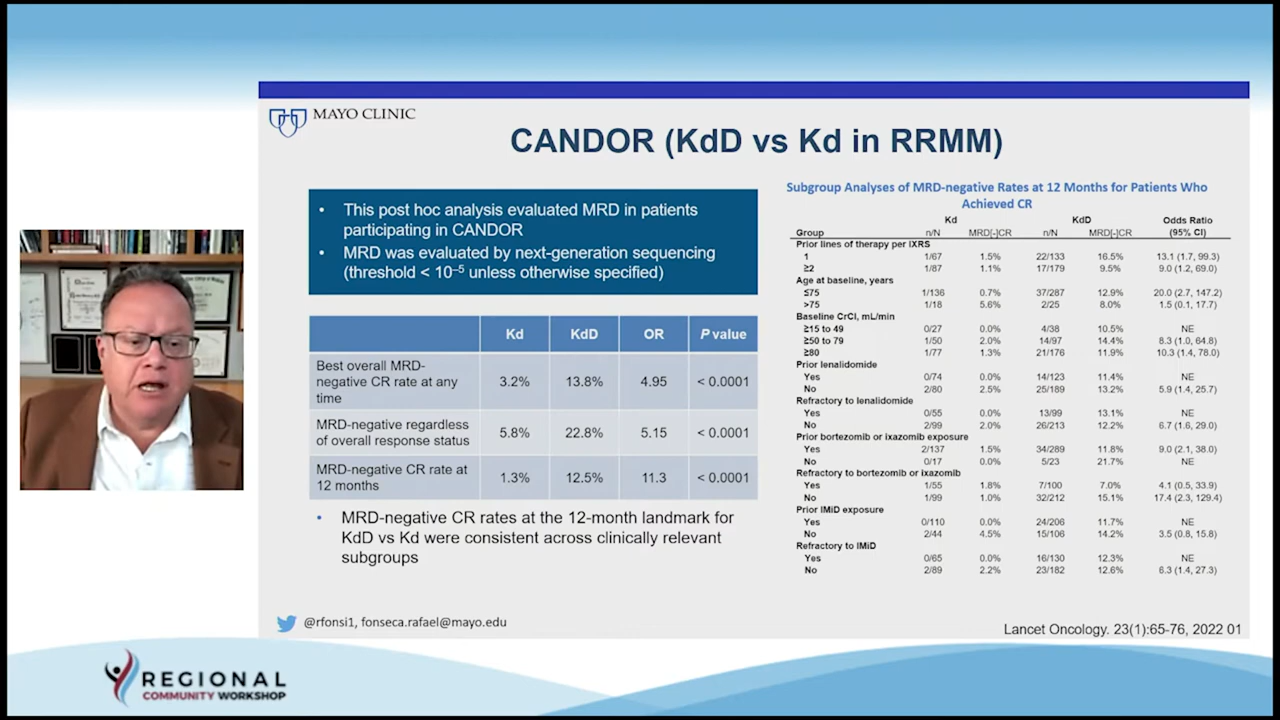 MAYO CLINIC
CANDOR (KdD vs Kd in RRMM)
• This post hoc analysis evaluated MRD in patients
participating in CANDOR
• MRD was evaluated by next-generation sequencing
(threshold < 10⁻⁵ unless otherwise specified)
Kd KdD OR P value
Best overall MRD-
negative CR rate at any
time 3.2% 13.8% 4.95 < 0.0001
MRD-negative regardless
of overall response status 5.8% 22.8% 5.15 < 0.0001
MRD-negative CR rate at
12 months 1.3% 12.5% 11.3 < 0.0001
• MRD-negative CR rates at the 12-month landmark for
KdD vs Kd were consistent across clinically relevant
subgroups
Subgroup Analyses of MRD-negative Rates at 12 Months for Patients Who
Achieved CR
Kd KdD Odds Ratio
Group n/N MRD[-]CR n/N MRD[-]CR (95% CI)
Prior lines of therapy per IXRS
1 1/67 1.5% 22/133 16.5% 13.1 (1.7, 99.3)
≥2 1/87 1.1% 17/179 9.5% 9.0 (1.2, 69.0)
Age at baseline, years
≤75 1/136 0.7% 37/287 12.9% 20.0 (2.7, 147.2)
>75 1/18 5.6% 2/25 8.0% 1.5 (0.1, 17.7)
Baseline CrCl, mL/min
≥15 to 49 0/27 0.0% 4/38 10.5% NE
≥50 to 79 1/50 2.0% 14/97 14.4% 8.3 (1.0, 64.8)
≥80 1/77 1.3% 21/176 11.9% 10.3 (1.4, 78.0)
Prior lenalidomide
Yes 0/74 0.0% 14/123 11.4% NE
No 2/80 2.5% 25/189 13.2% 5.9 (1.4, 25.7)
Refractory to lenalidomide
Yes 0/55 0.0% 13/99 13.1% NE
No 2/99 2.0% 26/213 12.2% 6.7 (1.6, 29.0)
Prior bortezomib or ixazomib exposure
Yes 2/137 1.5% 34/289 11.8% 9.0 (2.1, 38.0)
No 0/17 0.0% 5/23 21.7% NE
Refractory to bortezomib or ixazomib
Yes 1/55 1.8% 7/100 7.0% 4.1 (0.5, 33.9)
No 1/99 1.0% 32/212 15.1% 17.4 (2.3, 129.4)
Prior IMiD exposure
Yes 0/110 0.0% 24/206 11.7% NE
No 2/44 4.5% 15/106 14.2% 3.5 (0.8, 15.8)
Refractory to IMiD
Yes 0/65 0.0% 16/130 12.3% NE
No 2/89 2.2% 23/182 12.6% 6.3 (1.4, 27.3)
@rfonsi1, fonseca.rafael@mayo.edu
Lancet Oncology. 23(1):65-76, 2022 01
REGIONAL
COMMUNITY WORKSHOP